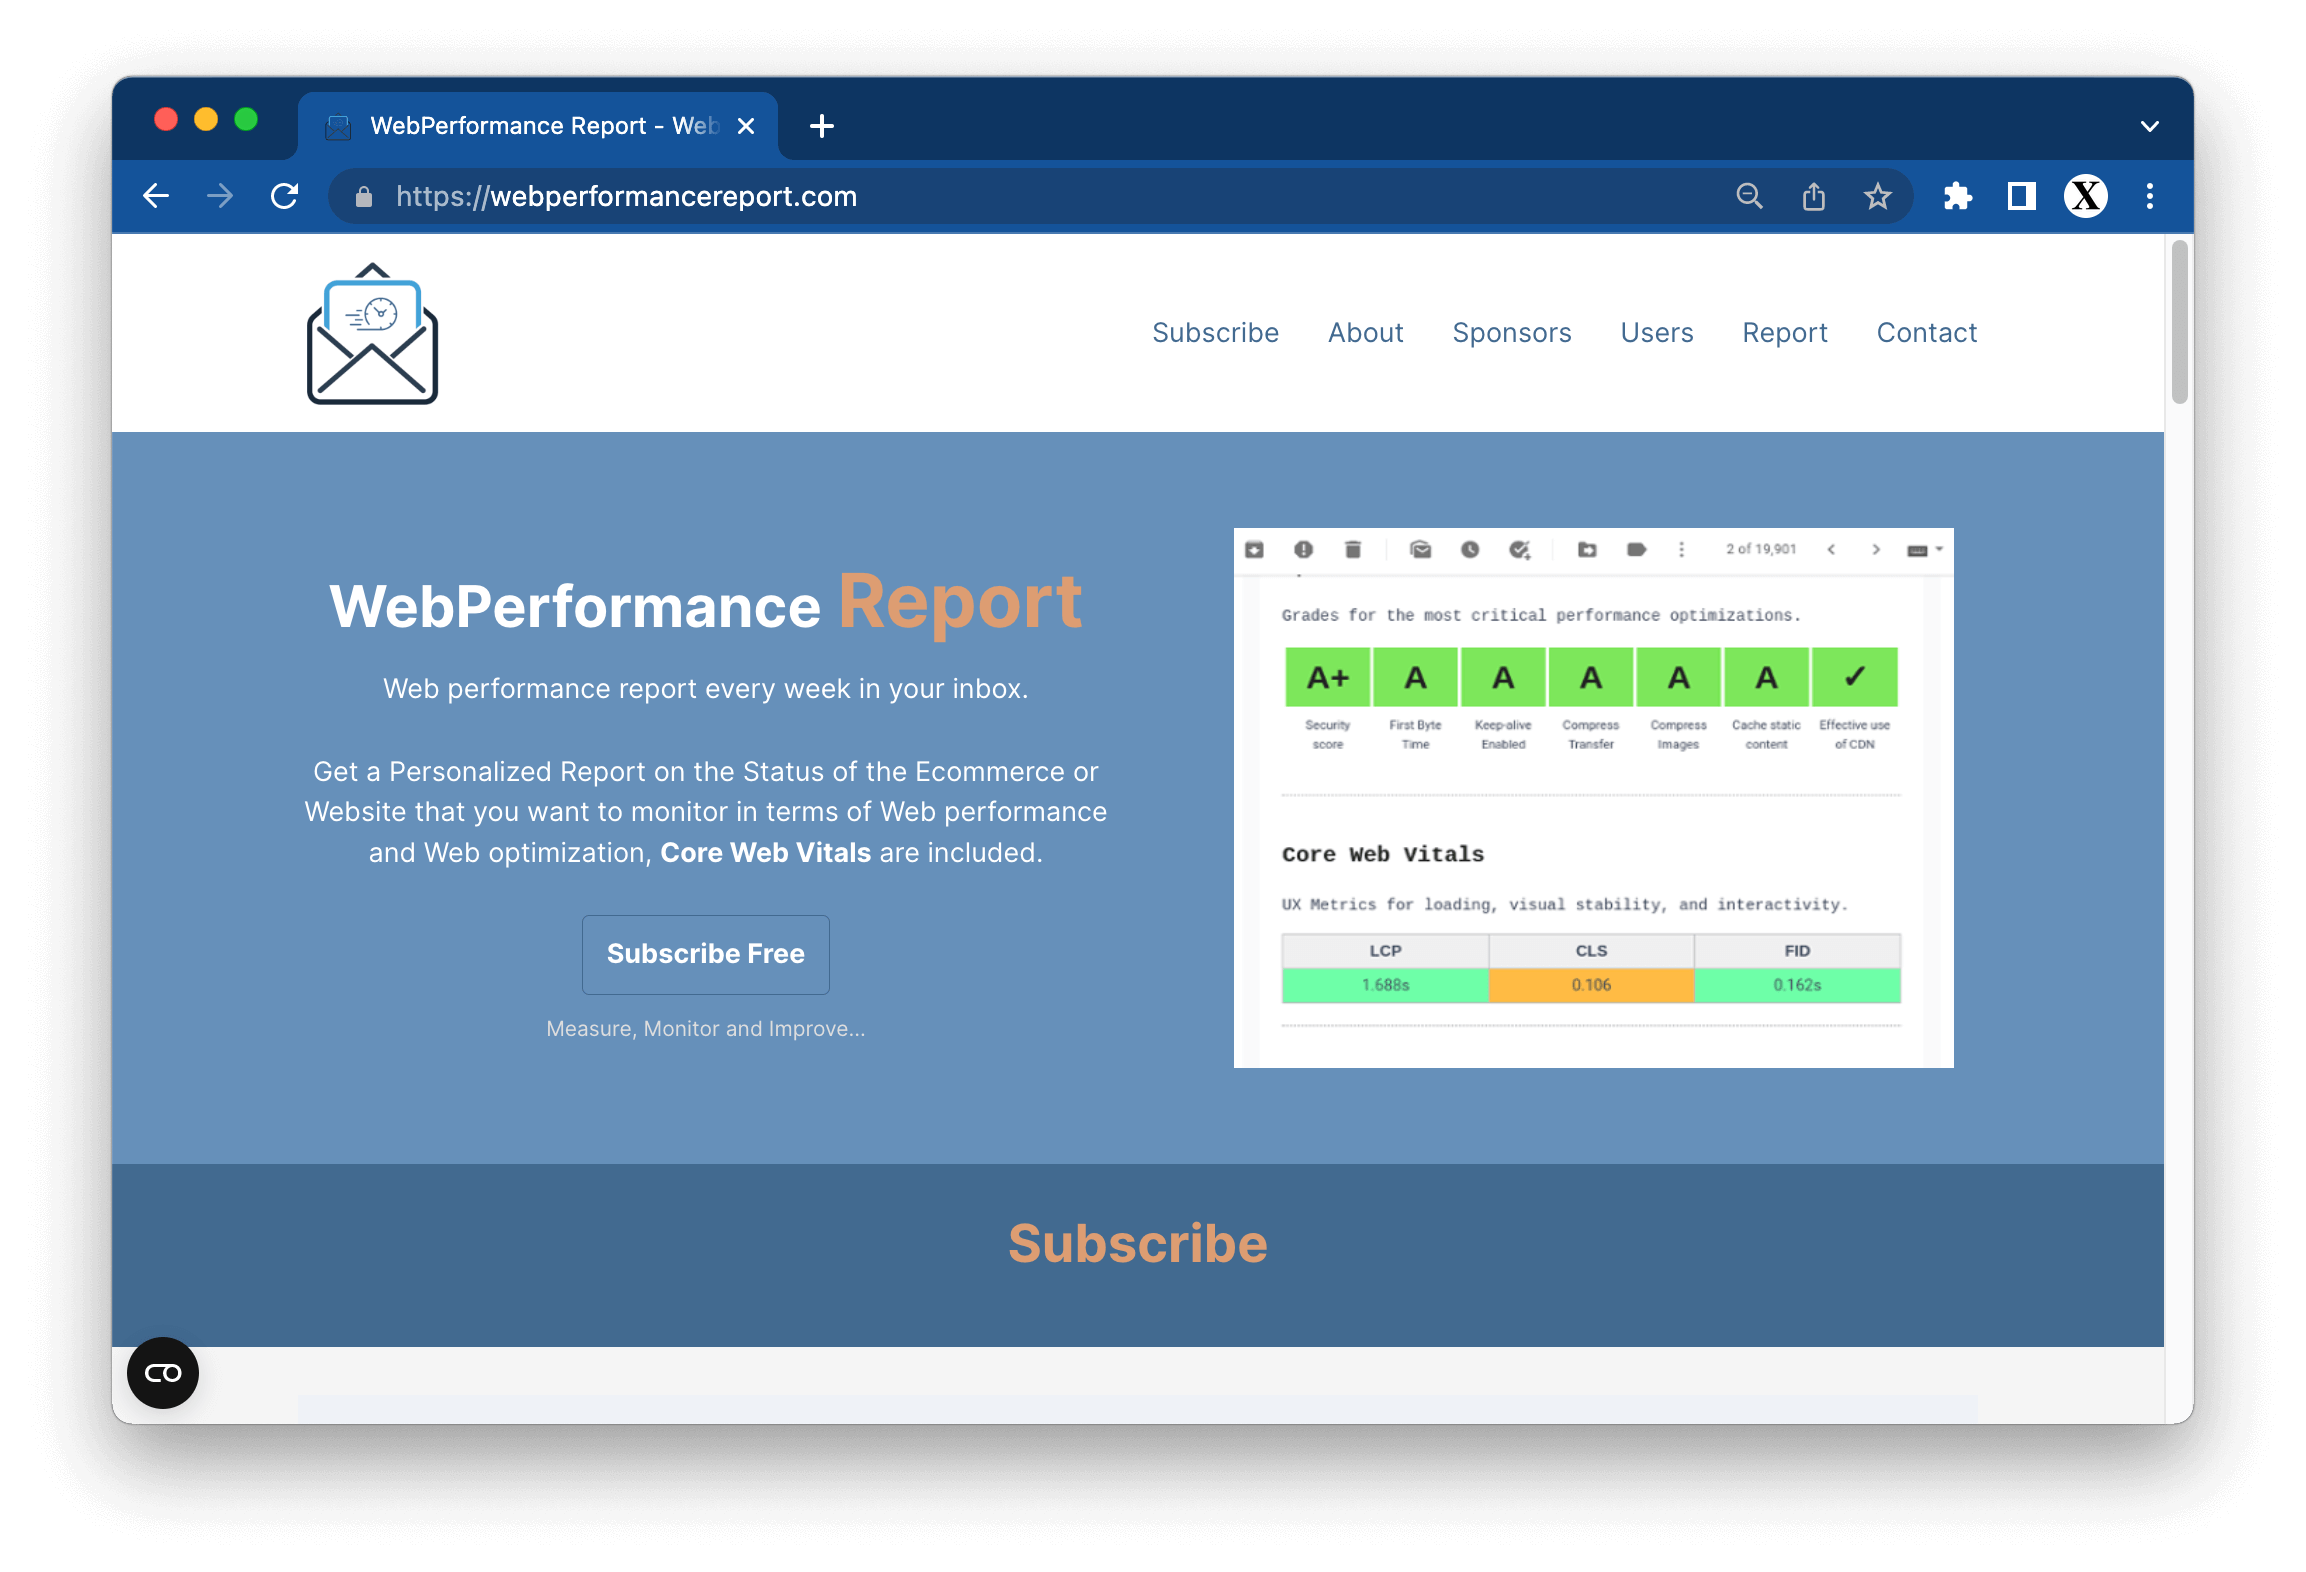 WebPerformance Report - Web
https://webperformancereport.com
X
Subscribe About Sponsors Users Report Contact
WebPerformance Report
Web performance report every week in your inbox.
Get a Personalized Report on the Status of the Ecommerce or
Website that you want to monitor in terms of Web performance
and Web optimization, Core Web Vitals are included.
Subscribe Free
Measure, Monitor and Improve...
2 of 19,901
Grades for the most critical performance optimizations.
A+ A A A A A ✓
Security First Byte Keep-alive Compress Compress Cache static Effective use
score Time Enabled Transfer Images content of CDN
Core Web Vitals
UX Metrics for loading, visual stability, and interactivity.
LCP CLS FID
1.688s 0.106 0.162s
Subscribe